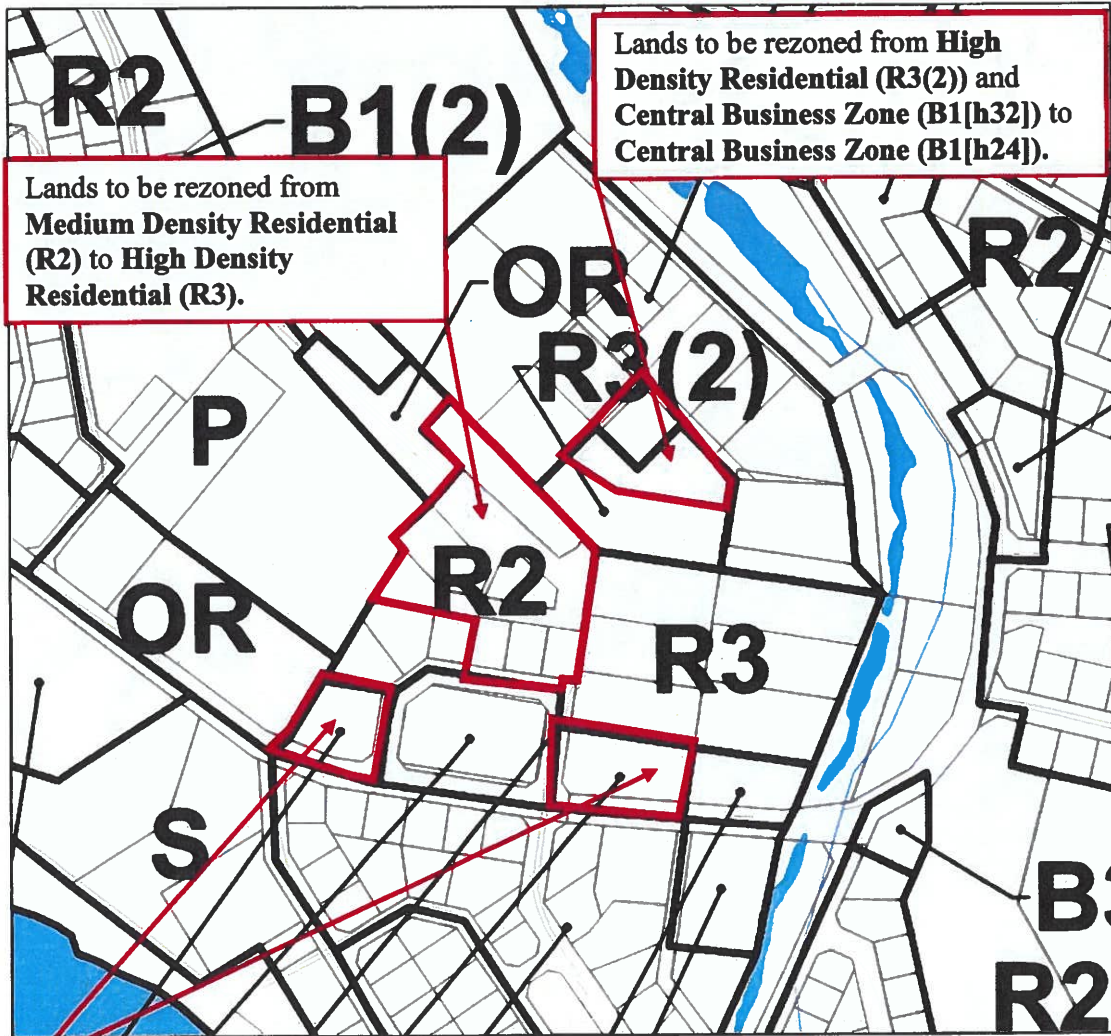 R2
B1(2)
Lands to be rezoned from High
Density Residential (R3(2)) and
Central Business Zone (B1[h32]) to
Central Business Zone (B1[h24]).
Lands to be rezoned from
Medium Density Residential
(R2) to High Density
Residential (R3).
OR
R2
R3(2)
P
R2
OR
R3
S
B3
R2